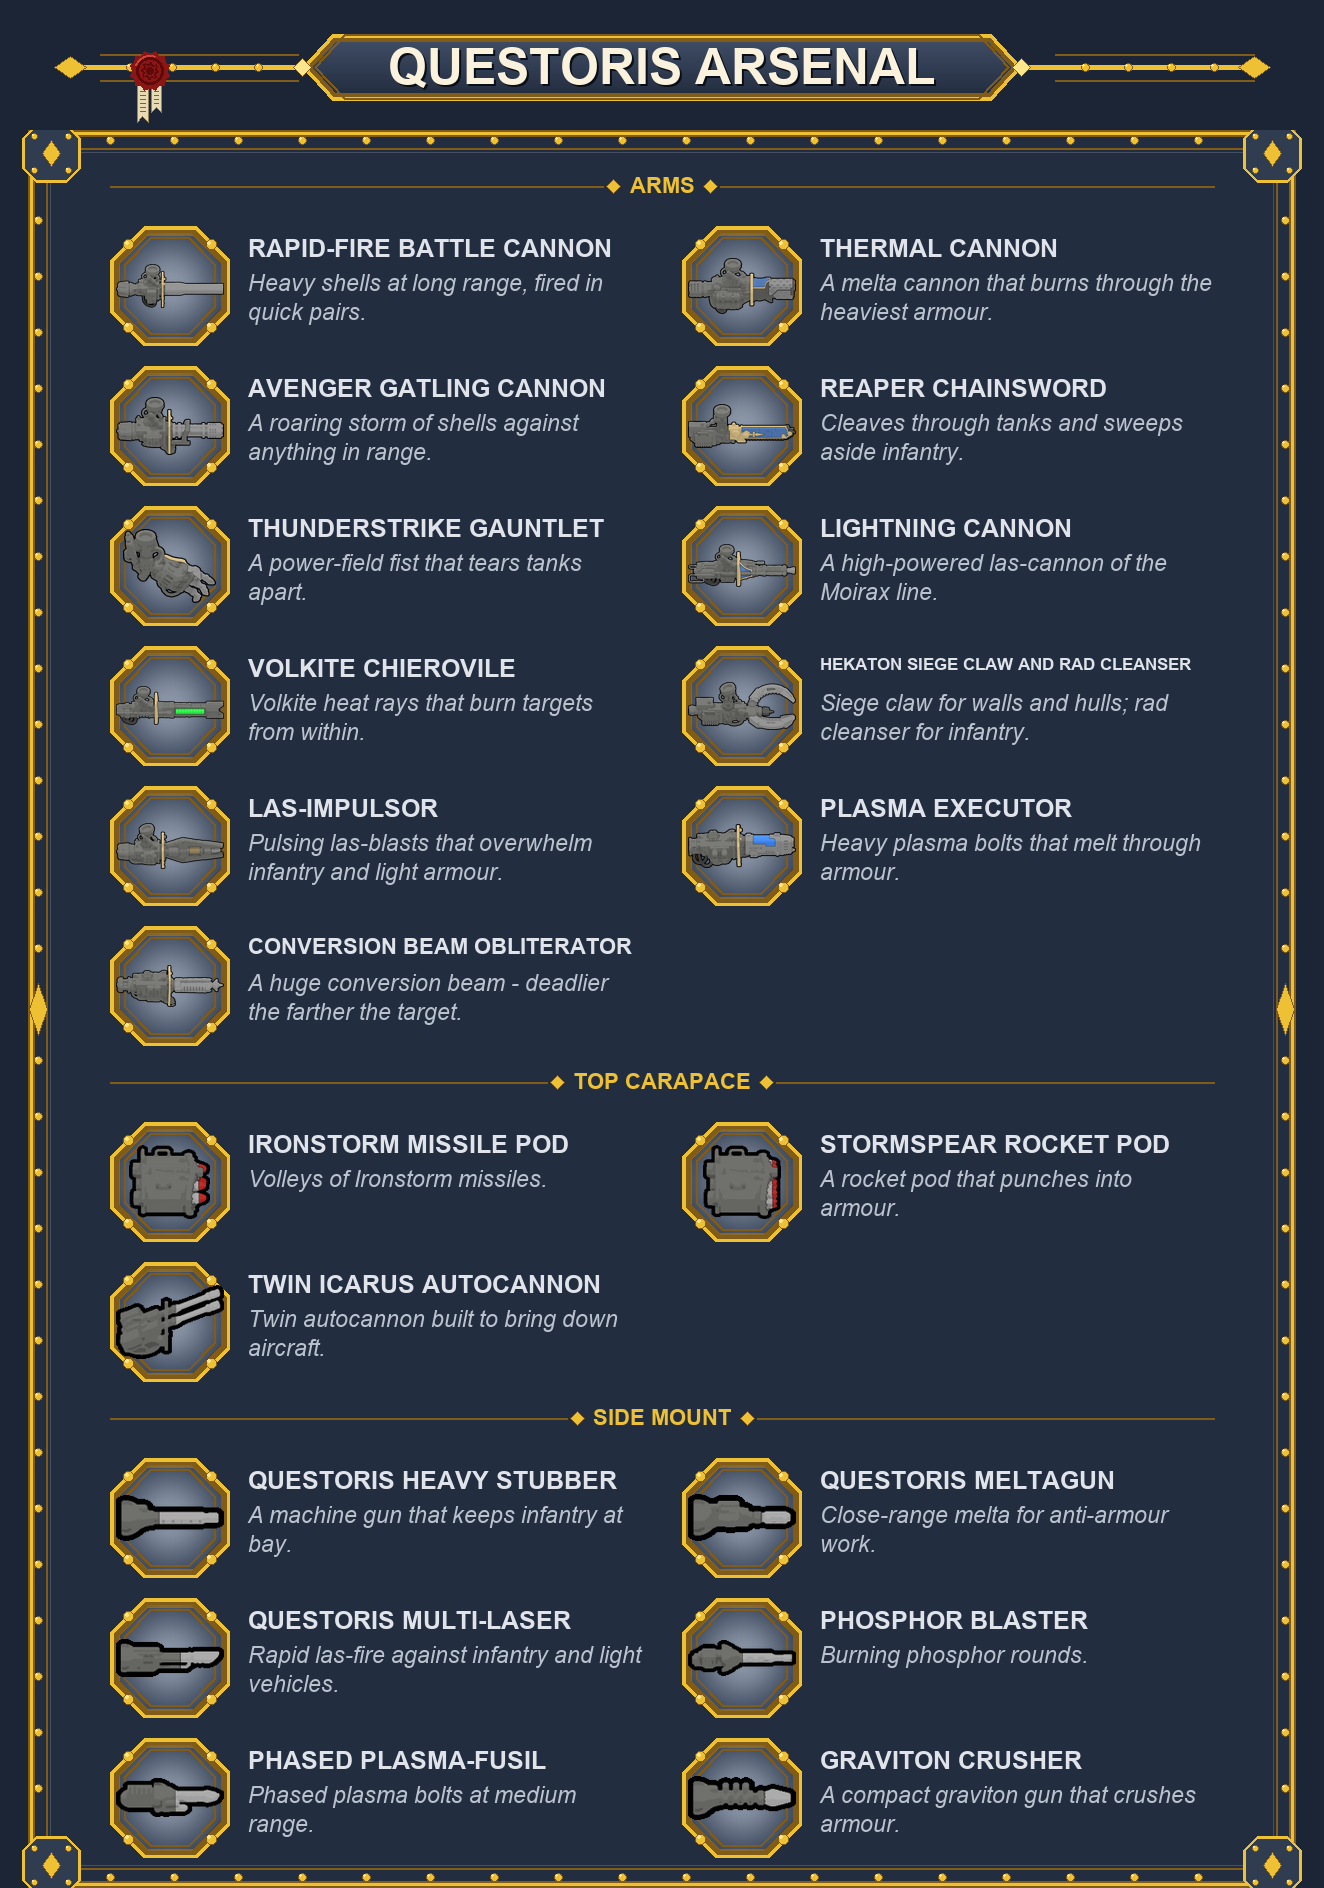 QUESTORIS ARSENAL
ARMS
RAPID-FIRE BATTLE CANNON
Heavy shells at long range, fired in
quick pairs.
THERMAL CANNON
A melta cannon that burns through the
heaviest armour.
AVENGER GATLING CANNON
A roaring storm of shells against
anything in range.
REAPER CHAINSWORD
Cleaves through tanks and sweeps
aside infantry.
THUNDERSTRIKE GAUNTLET
A power-field fist that tears tanks
apart.
LIGHTNING CANNON
A high-powered las-cannon of the
Moirax line.
VOLKITE CHIEROVILE
Volkite heat rays that burn targets
from within.
HEKATON SIEGE CLAW AND RAD CLEANSER
Siege claw for walls and hulls; rad
cleanser for infantry.
LAS-IMPULSOR
Pulsing las-blasts that overwhelm
infantry and light armour.
PLASMA EXECUTOR
Heavy plasma bolts that melt through
armour.
CONVERSION BEAM OBLITERATOR
A huge conversion beam - deadlier
the farther the target.
TOP CARAPACE
IRONSTORM MISSILE POD
Volleys of Ironstorm missiles.
STORMSPEAR ROCKET POD
A rocket pod that punches into
armour.
TWIN ICARUS AUTOCANNON
Twin autocannon built to bring down
aircraft.
SIDE MOUNT
QUESTORIS HEAVY STUBBER
A machine gun that keeps infantry at
bay.
QUESTORIS MELTAGUN
Close-range melta for anti-armour
work.
QUESTORIS MULTI-LASER
Rapid las-fire against infantry and light
vehicles.
PHOSPHOR BLASTER
Burning phosphor rounds.
PHASED PLASMA-FUSIL
Phased plasma bolts at medium
range.
GRAVITON CRUSHER
A compact graviton gun that crushes
armour.